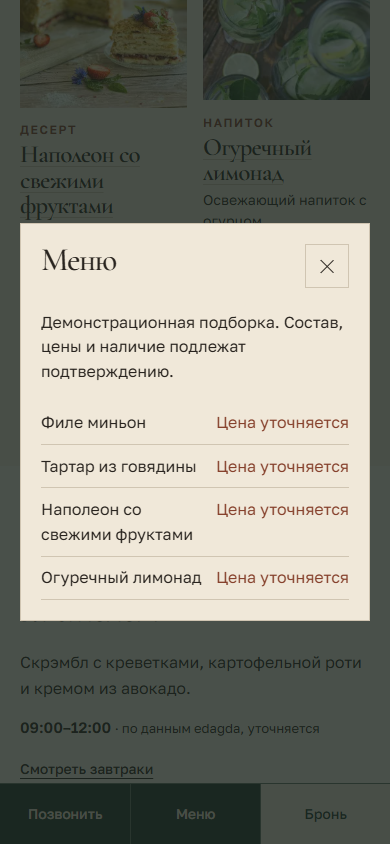 ДЕСЕРТ
Наполеон со
свежими
фруктами
НАПИТОК
Огуречный
лимонад
Освежающий напиток с
огурцом
Меню
Демонстрационная подборка. Состав,
цены и наличие подлежат
подтверждению.
Филе миньон Цена уточняется
Тартар из говядины Цена уточняется
Наполеон со Цена уточняется
свежими фруктами
Огуречный лимонад Цена уточняется
Скрэмбл с креветками, картофельной роти
и кремом из авокадо.
09:00–12:00 · по данным edagda, уточняется
Смотреть завтраки
Позвонить Меню Бронь